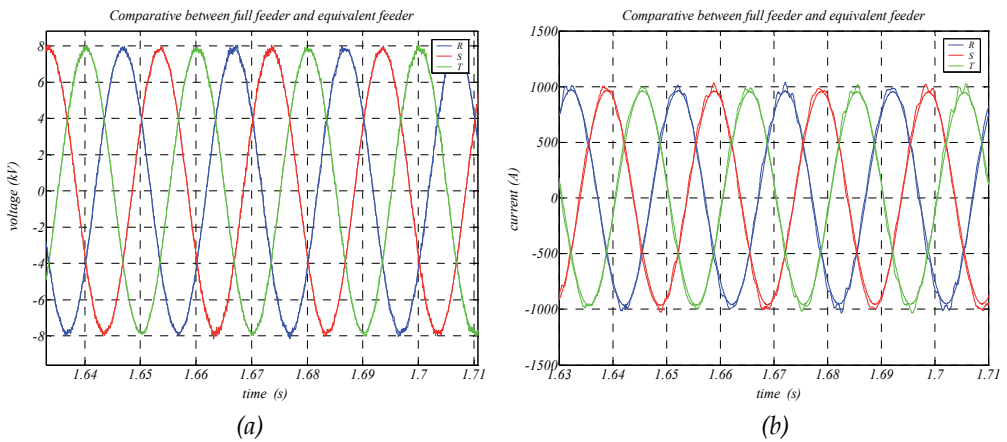 Comparative between full feeder and equivalent feeder
R
S
T
8
6
4
2
0
-2
-4
-6
-8
voltage (kV)
1.64
1.65
1.66
1.67
1.68
1.69
1.7
1.71
time (s)
(a)
Comparative between full feeder and equivalent feeder
R
S
T
1500
1000
500
0
-500
-1000
-1500
current (A)
1.63
1.64
1.65
1.66
1.67
1.68
1.69
1.7
1.71
time (s)
(b)